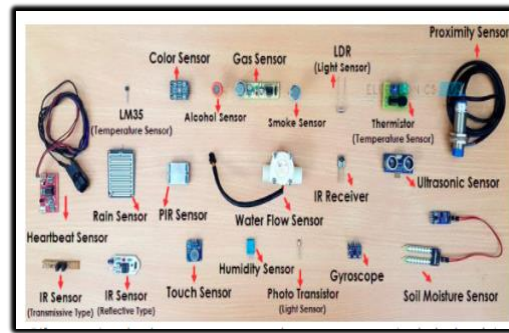 Proximity Sensor
Color Sensor
Gas Sensor
LDR
(Light Sensor)
LM35
(Temperature Sensor)
Alcohol Sensor
Smoke Sensor
Thermistor
(Temperature Sensor)
Rain Sensor
PIR Sensor
Water Flow Sensor
IR Receiver
Ultrasonic Sensor
Heartbeat Sensor
IR Sensor
(Transmissive Type)
IR Sensor
(Reflective Type)
Touch Sensor
Humidity Sensor
Photo Transistor
(Light Sensor)
Gyroscope
Soil Moisture Sensor